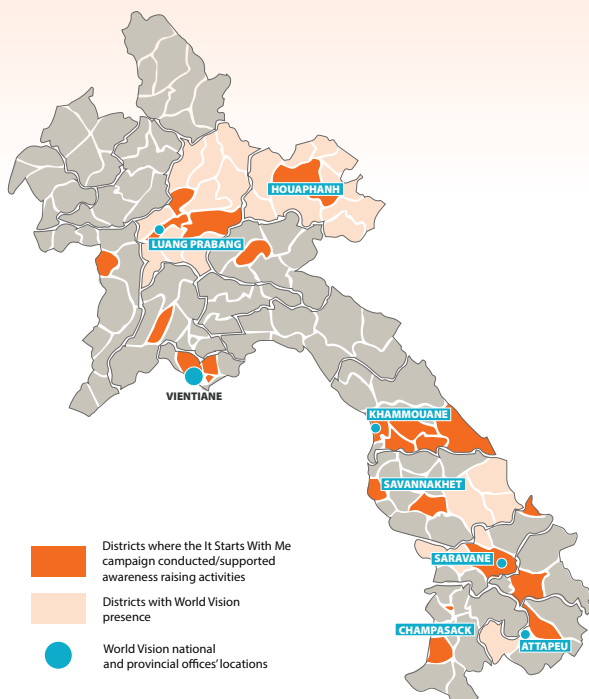 HOUAPHANH
LUANG PRABANG
VIENTIANE
KHAMMOUANE
SAVANNAKHET
SARAVANE
CHAMPASACK
ATTAPEU
Districts where the It Starts With Me
campaign conducted/supported
awareness raising activities
Districts with World Vision
presence
World Vision national
and provincial offices’ locations